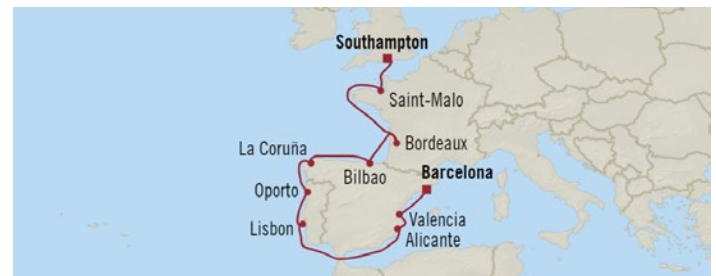 Southampton
Saint-Malo
Bordeaux
La Coruña
Bilbao
Barcelona
Oporto
Lisbon
Valencia
Alicante